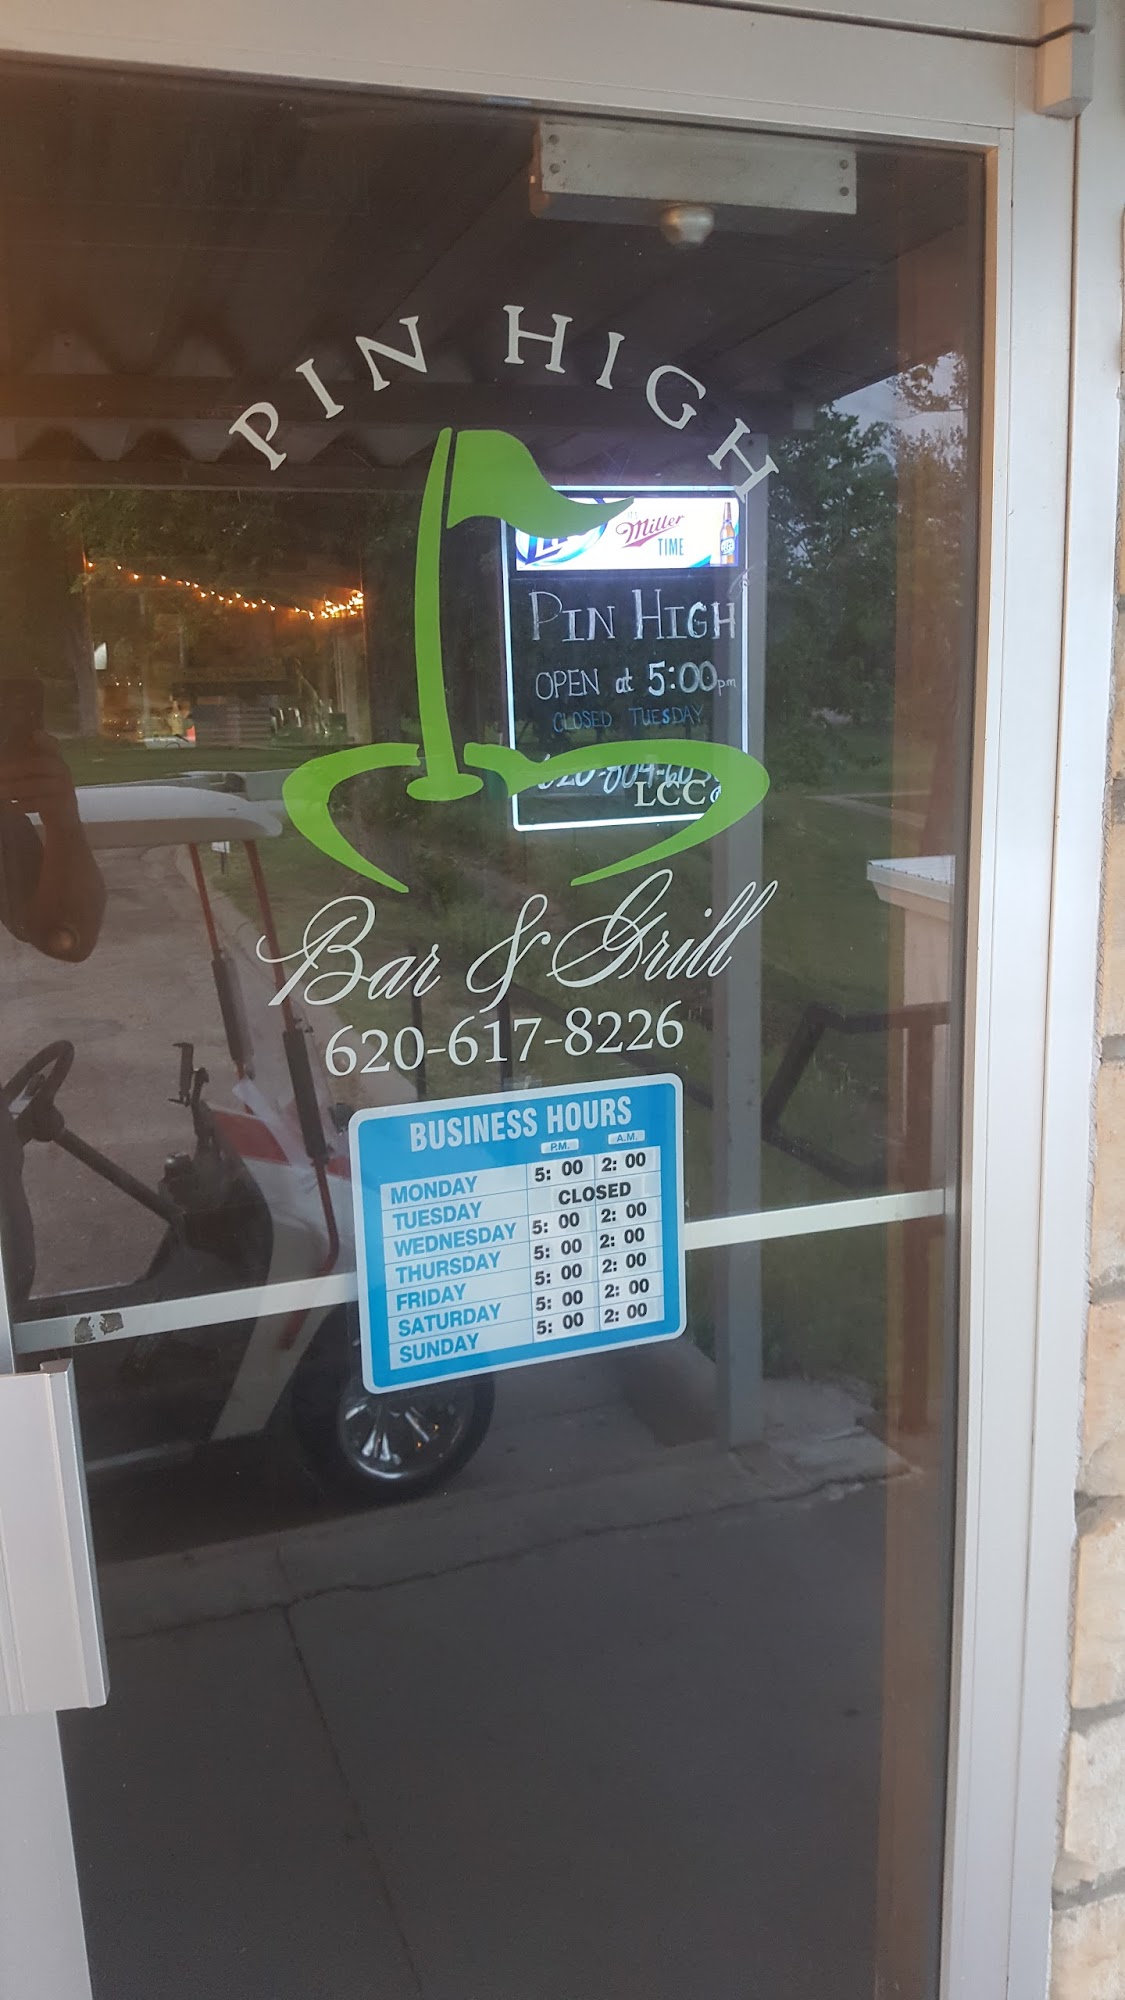 PIN HIGH
Miller
TIME
PIN HIGH
OPEN at 5:00pm
CLOSED TUESDAY
LCC
Bar & Grill
620-617-8226
BUSINESS HOURS
P.M. A.M.
MONDAY 5: 00 2: 00
TUESDAY CLOSED
WEDNESDAY 5: 00 2: 00
THURSDAY 5: 00 2: 00
FRIDAY 5: 00 2: 00
SATURDAY 5: 00 2: 00
SUNDAY 5: 00 2: 00